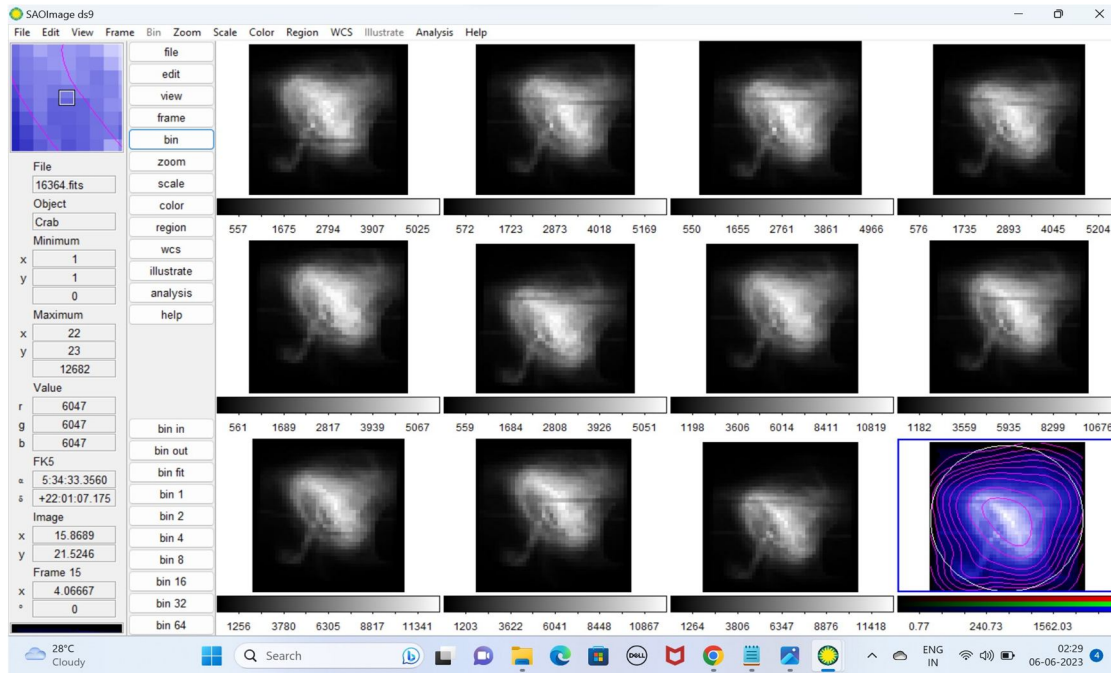 SAOImage ds9
File Edit View Frame Bin Zoom Scale Color Region WCS Illustrate Analysis Help
file
edit
view
frame
bin
zoom
scale
color
region
wcs
illustrate
analysis
help
File
16364.fits
Object
Crab
Minimum
x 1
y 1
0
Maximum
x 22
y 23
12682
Value
r 6047
g 6047
b 6047
FK5
α 5:34:33.3560
δ +22:01:07.175
Image
x 15.8689
y 21.5246
Frame 15
x 4.06667
° 0
bin in
bin out
bin fit
bin 1
bin 2
bin 4
bin 8
bin 16
bin 32
bin 64
557 1675 2794 3907 5025 572 1723 2873 4018 5169 550 1655 2761 3861 4966 576 1735 2893 4045 5204
561 1689 2817 3939 5067 559 1684 2808 3926 5051 1198 3606 6014 8411 10819 1182 3559 5935 8299 10676
1256 3780 6305 8817 11341 1203 3622 6041 8448 10867 1264 3806 6347 8876 11418 0.77 240.73 1562.03
28°C
Cloudy
Search
DELL
ENG
IN
02:29
06-06-2023
4